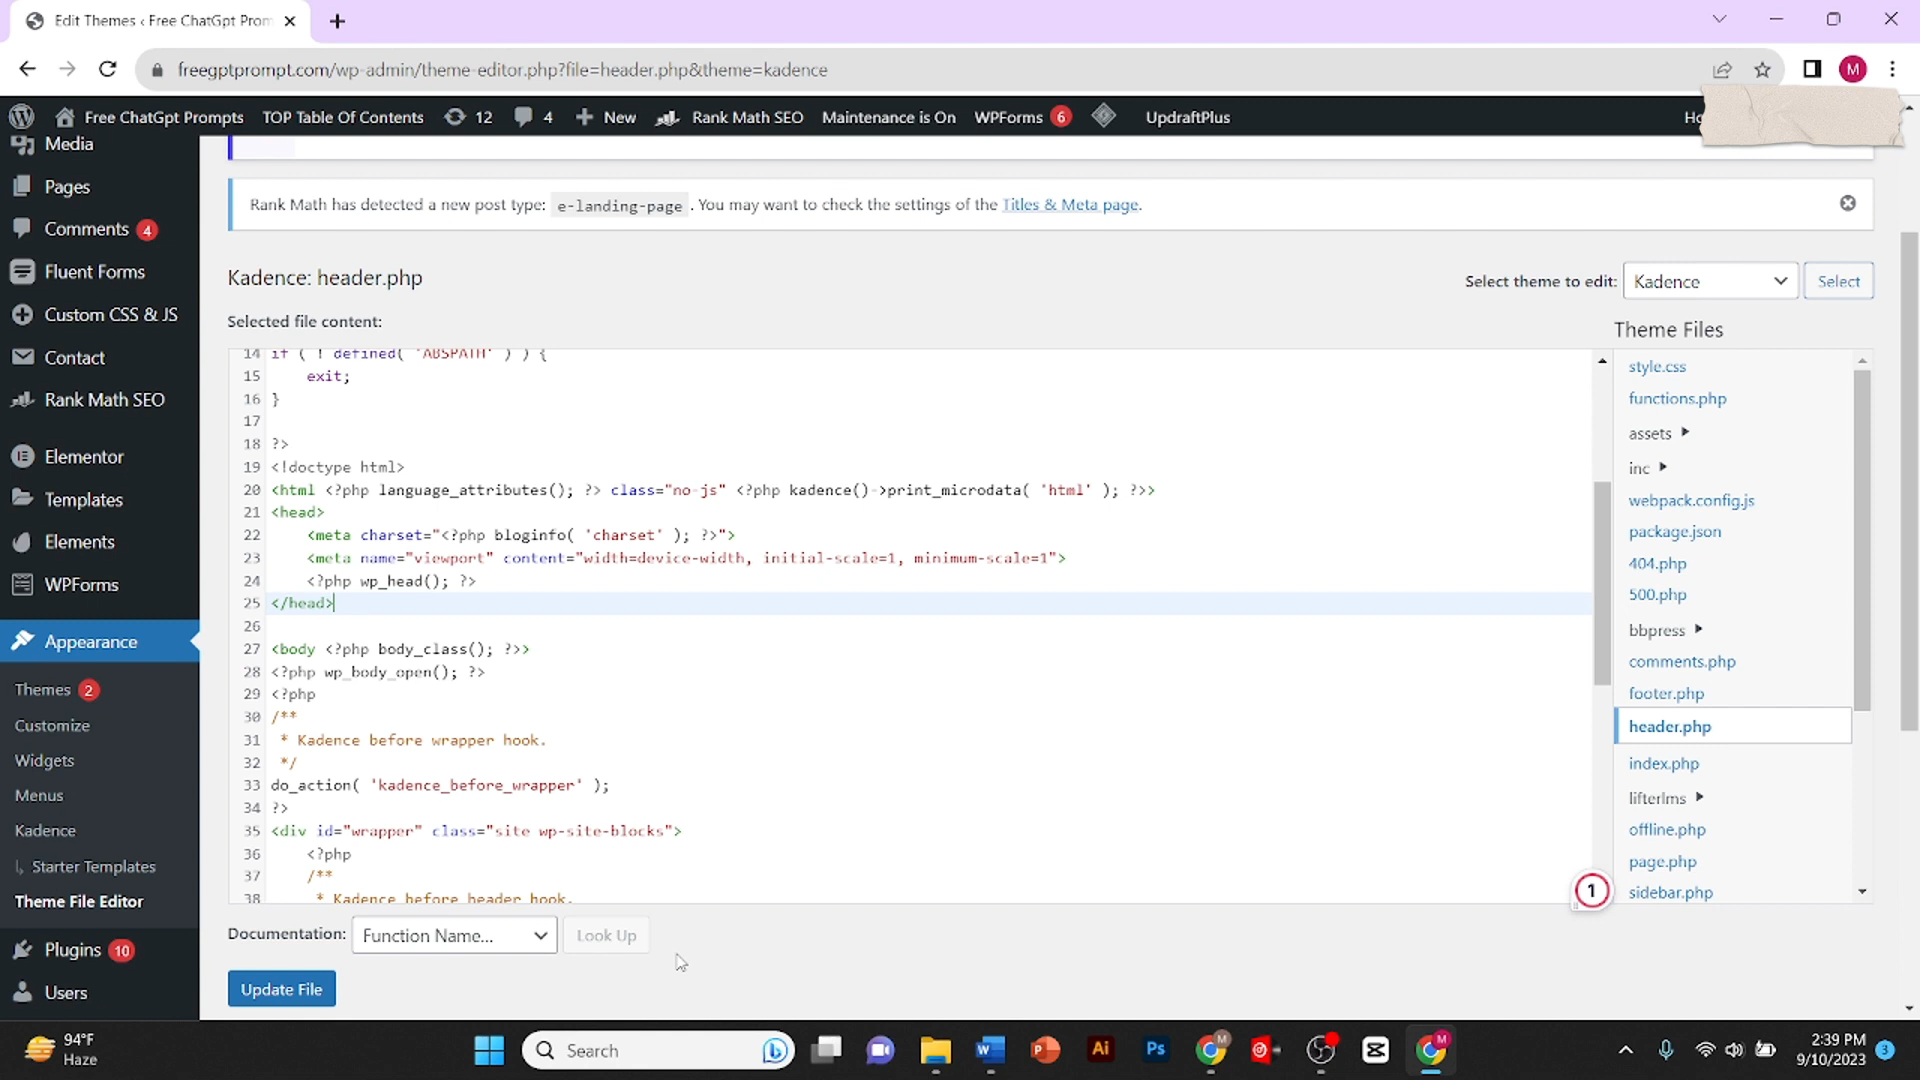 Edit Themes ‹ Free ChatGpt Prom
freegptprompt.com/wp-admin/theme-editor.php?file=header.php&theme=kadence
M
Free ChatGpt Prompts TOP Table Of Contents 12 4 New Rank Math SEO Maintenance is On WPForms 6 UpdraftPlus
Media
Pages
Comments 4
Fluent Forms
Custom CSS & JS
Contact
Rank Math SEO
Elementor
Templates
Elements
WPForms
Appearance
Themes 2
Customize
Widgets
Menus
Kadence
Starter Templates
Theme File Editor
Plugins 10
Users
Rank Math has detected a new post type: e-landing-page . You may want to check the settings of the Titles & Meta page.
Kadence: header.php
Select theme to edit: Kadence Select
Selected file content:
14 if ( ! defined( 'ABSPATH' ) ) {
15 exit;
16 }
17
18 ?>
19 <!doctype html>
20 <html <?php language_attributes(); ?> class="no-js" <?php kadence()->print_microdata( 'html' ); ?>>
21 <head>
22 <meta charset="<?php bloginfo( 'charset' ); ?>">
23 <meta name="viewport" content="width=device-width, initial-scale=1, minimum-scale=1">
24 <?php wp_head(); ?>
25 </head>
26
27 <body <?php body_class(); ?>>
28 <?php wp_body_open(); ?>
29 <?php
30 /**
31 * Kadence before wrapper hook.
32 */
33 do_action( 'kadence_before_wrapper' );
34 ?>
35 <div id="wrapper" class="site wp-site-blocks">
36 <?php
37 /**
38 * Kadence before header hook.
1
Theme Files
style.css
functions.php
assets
inc
webpack.config.js
package.json
404.php
500.php
bbpress
comments.php
footer.php
header.php
index.php
lifterlms
offline.php
page.php
sidebar.php
Documentation: Function Name... Look Up
Update File
94°F
Haze
Search
Ai
Ps
2:39 PM
9/10/2023
3